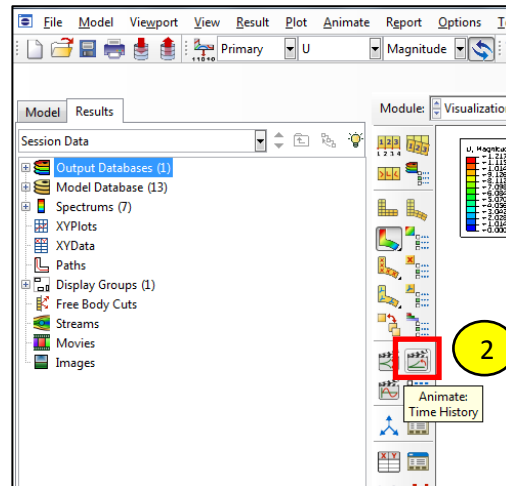 File Model Viewport View Result Plot Animate Report Options
Primary U Magnitude
Model Results
Module: Visualization
Session Data
Output Databases (1)
Model Database (13)
Spectrums (7)
XYPlots
XYData
Paths
Display Groups (1)
Free Body Cuts
Streams
Movies
Images
U, Magnitude
2
Animate:
Time History